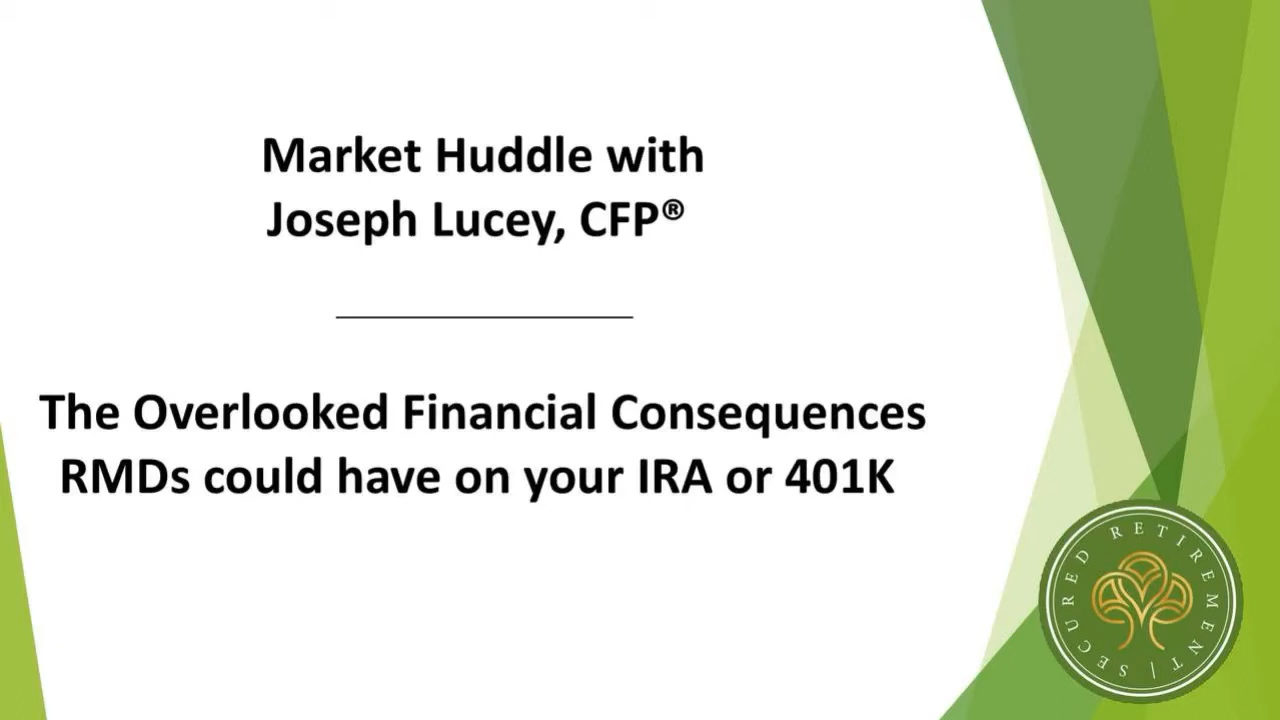 Market Huddle with
Joseph Lucey, CFP®
The Overlooked Financial Consequences
RMDs could have on your IRA or 401K
SECURED RETIREMENT |